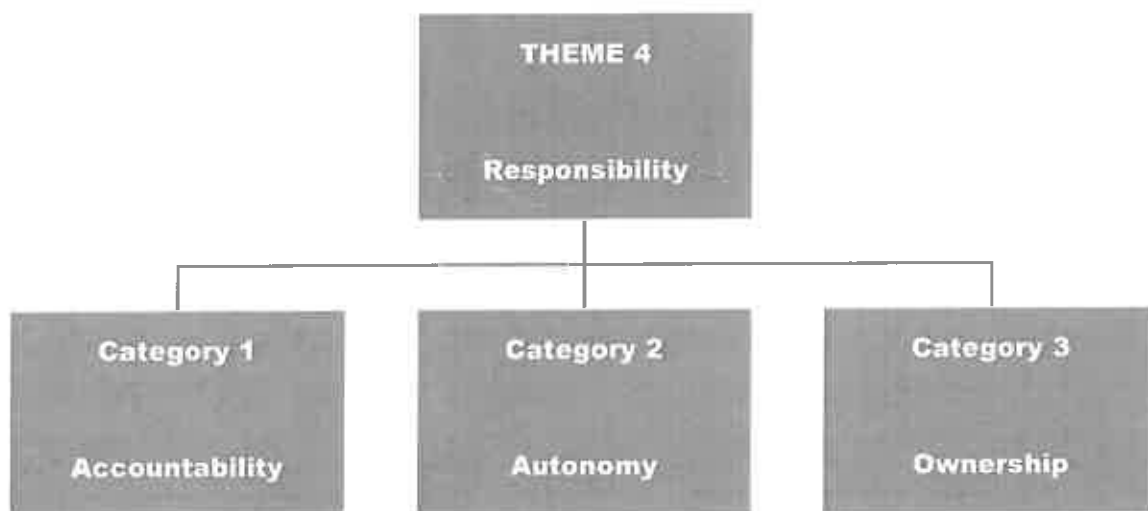 THEME 4
Responsibility
Category 1
Accountability
Category 2
Autonomy
Category 3
Ownership